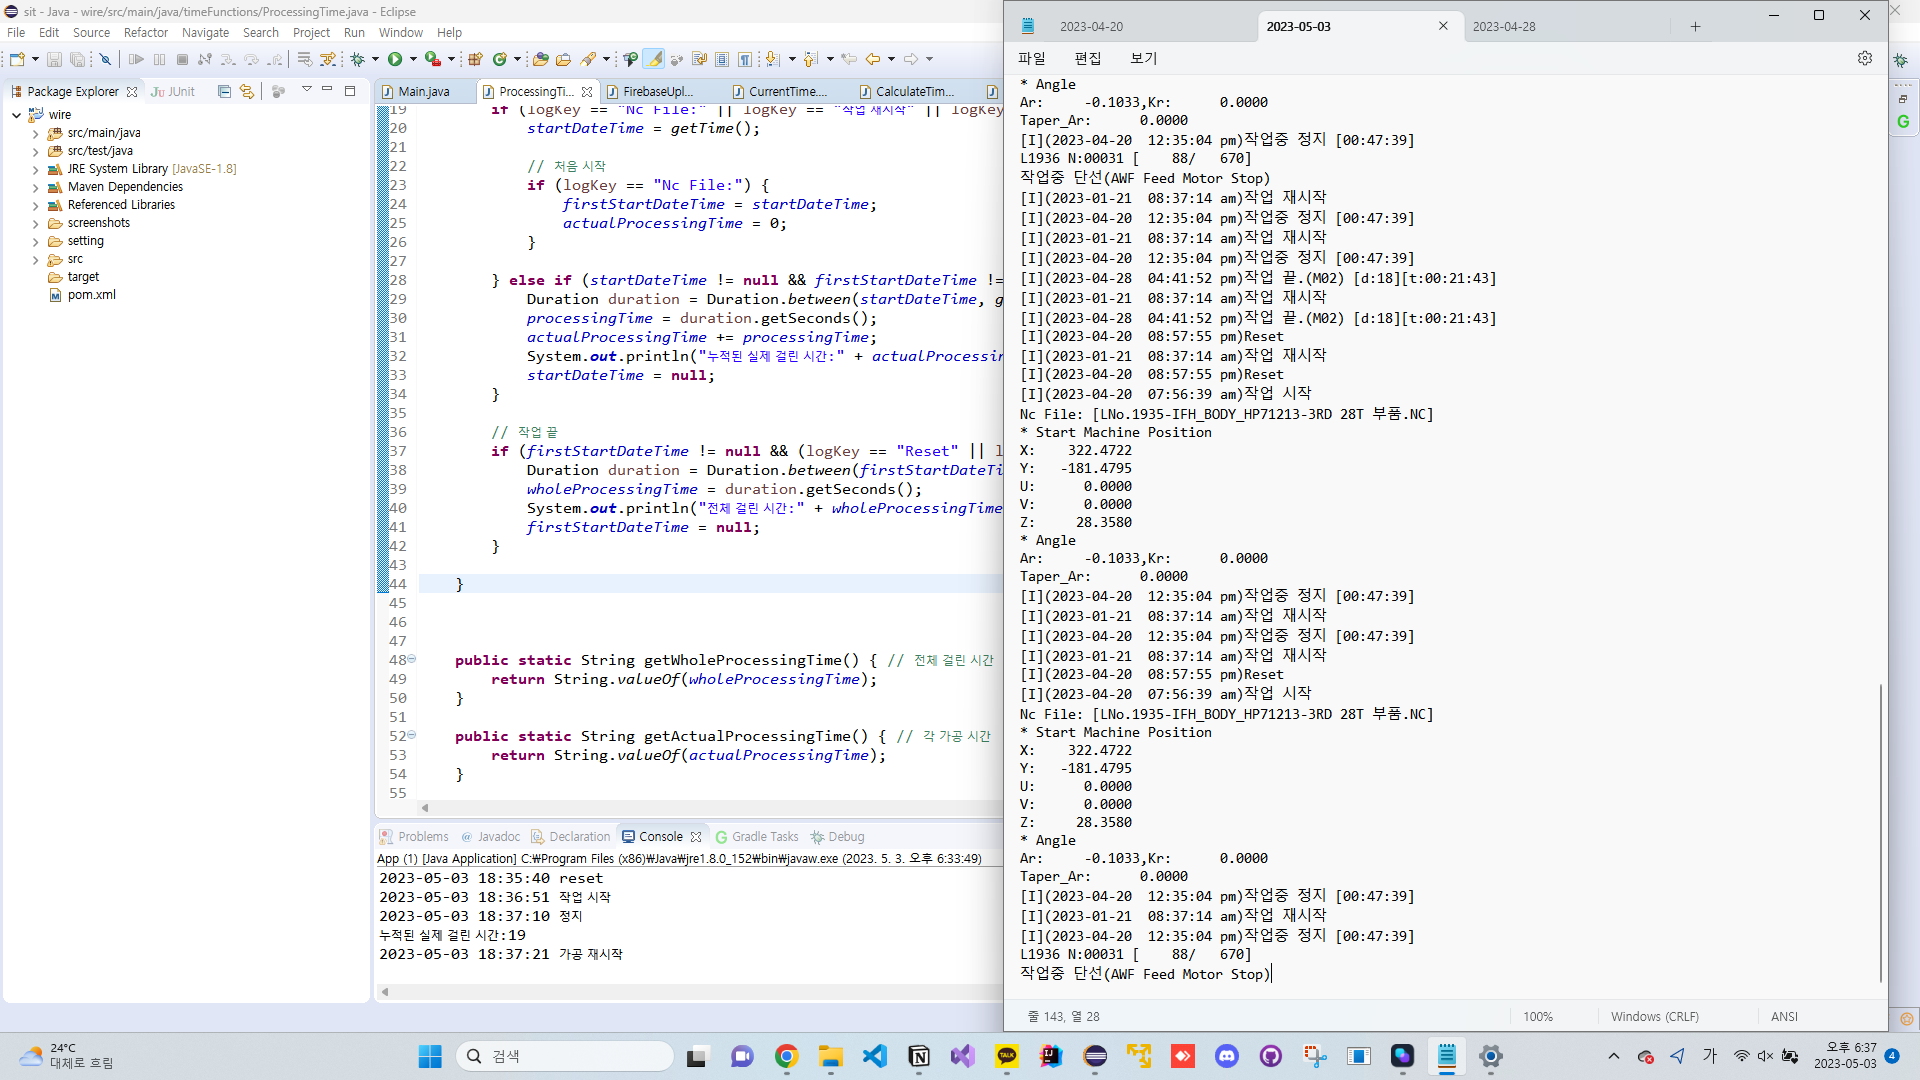 sit - Java - wire/src/main/java/timeFunctions/ProcessingTime.java - Eclipse
File Edit Source Refactor Navigate Search Project Run Window Help
Package Explorer JUnit
wire
src/main/java
src/test/java
JRE System Library [JavaSE-1.8]
Maven Dependencies
Referenced Libraries
screenshots
setting
src
target
pom.xml
Main.java ProcessingTi... FirebaseUpl... CurrentTime.... CalculateTim...
19 if (logKey == "Nc File:" || logKey == "작업 재시작" || logKey
20 startDateTime = getTime();
21
22 // 처음 시작
23 if (logKey == "Nc File:") {
24 firstStartDateTime = startDateTime;
25 actualProcessingTime = 0;
26 }
27
28 } else if (startDateTime != null && firstStartDateTime !=
29 Duration duration = Duration.between(startDateTime, g
30 processingTime = duration.getSeconds();
31 actualProcessingTime += processingTime;
32 System.out.println("누적된 실제 걸린 시간:" + actualProcessin
33 startDateTime = null;
34 }
35
36 // 작업 끝
37 if (firstStartDateTime != null && (logKey == "Reset" || l
38 Duration duration = Duration.between(firstStartDateTi
39 wholeProcessingTime = duration.getSeconds();
40 System.out.println("전체 걸린 시간:" + wholeProcessingTime
41 firstStartDateTime = null;
42 }
43
44 }
45
46
47
48 public static String getWholeProcessingTime() { // 전체 걸린 시간
49 return String.valueOf(wholeProcessingTime);
50 }
51
52 public static String getActualProcessingTime() { // 각 가공 시간
53 return String.valueOf(actualProcessingTime);
54 }
55
Problems Javadoc Declaration Console Gradle Tasks Debug
App (1) [Java Application] C:₩Program Files (x86)₩Java₩jre1.8.0_152₩bin₩javaw.exe (2023. 5. 3. 오후 6:33:49)
2023-05-03 18:35:40 reset
2023-05-03 18:36:51 작업 시작
2023-05-03 18:37:10 정지
누적된 실제 걸린 시간:19
2023-05-03 18:37:21 가공 재시작
2023-04-20 2023-05-03 2023-04-28
파일 편집 보기
* Angle
Ar: -0.1033,Kr: 0.0000
Taper_Ar: 0.0000
[I](2023-04-20 12:35:04 pm)작업중 정지 [00:47:39]
L1936 N:00031 [ 88/ 670]
작업중 단선(AWF Feed Motor Stop)
[I](2023-01-21 08:37:14 am)작업 재시작
[I](2023-04-20 12:35:04 pm)작업중 정지 [00:47:39]
[I](2023-01-21 08:37:14 am)작업 재시작
[I](2023-04-20 12:35:04 pm)작업중 정지 [00:47:39]
[I](2023-04-28 04:41:52 pm)작업 끝.(M02) [d:18][t:00:21:43]
[I](2023-01-21 08:37:14 am)작업 재시작
[I](2023-04-28 04:41:52 pm)작업 끝.(M02) [d:18][t:00:21:43]
[I](2023-04-20 08:57:55 pm)Reset
[I](2023-01-21 08:37:14 am)작업 재시작
[I](2023-04-20 08:57:55 pm)Reset
[I](2023-04-20 07:56:39 am)작업 시작
Nc File: [LNo.1935-IFH_BODY_HP71213-3RD 28T 부품.NC]
* Start Machine Position
X: 322.4722
Y: -181.4795
U: 0.0000
V: 0.0000
Z: 28.3580
* Angle
Ar: -0.1033,Kr: 0.0000
Taper_Ar: 0.0000
[I](2023-04-20 12:35:04 pm)작업중 정지 [00:47:39]
[I](2023-01-21 08:37:14 am)작업 재시작
[I](2023-04-20 12:35:04 pm)작업중 정지 [00:47:39]
[I](2023-01-21 08:37:14 am)작업 재시작
[I](2023-04-20 08:57:55 pm)Reset
[I](2023-04-20 07:56:39 am)작업 시작
Nc File: [LNo.1935-IFH_BODY_HP71213-3RD 28T 부품.NC]
* Start Machine Position
X: 322.4722
Y: -181.4795
U: 0.0000
V: 0.0000
Z: 28.3580
* Angle
Ar: -0.1033,Kr: 0.0000
Taper_Ar: 0.0000
[I](2023-04-20 12:35:04 pm)작업중 정지 [00:47:39]
[I](2023-01-21 08:37:14 am)작업 재시작
[I](2023-04-20 12:35:04 pm)작업중 정지 [00:47:39]
L1936 N:00031 [ 88/ 670]
작업중 단선(AWF Feed Motor Stop)
줄 143, 열 28 100% Windows (CRLF) ANSI
24°C
대체로 흐림
검색
TALK
가
오후 6:37
2023-05-03
4